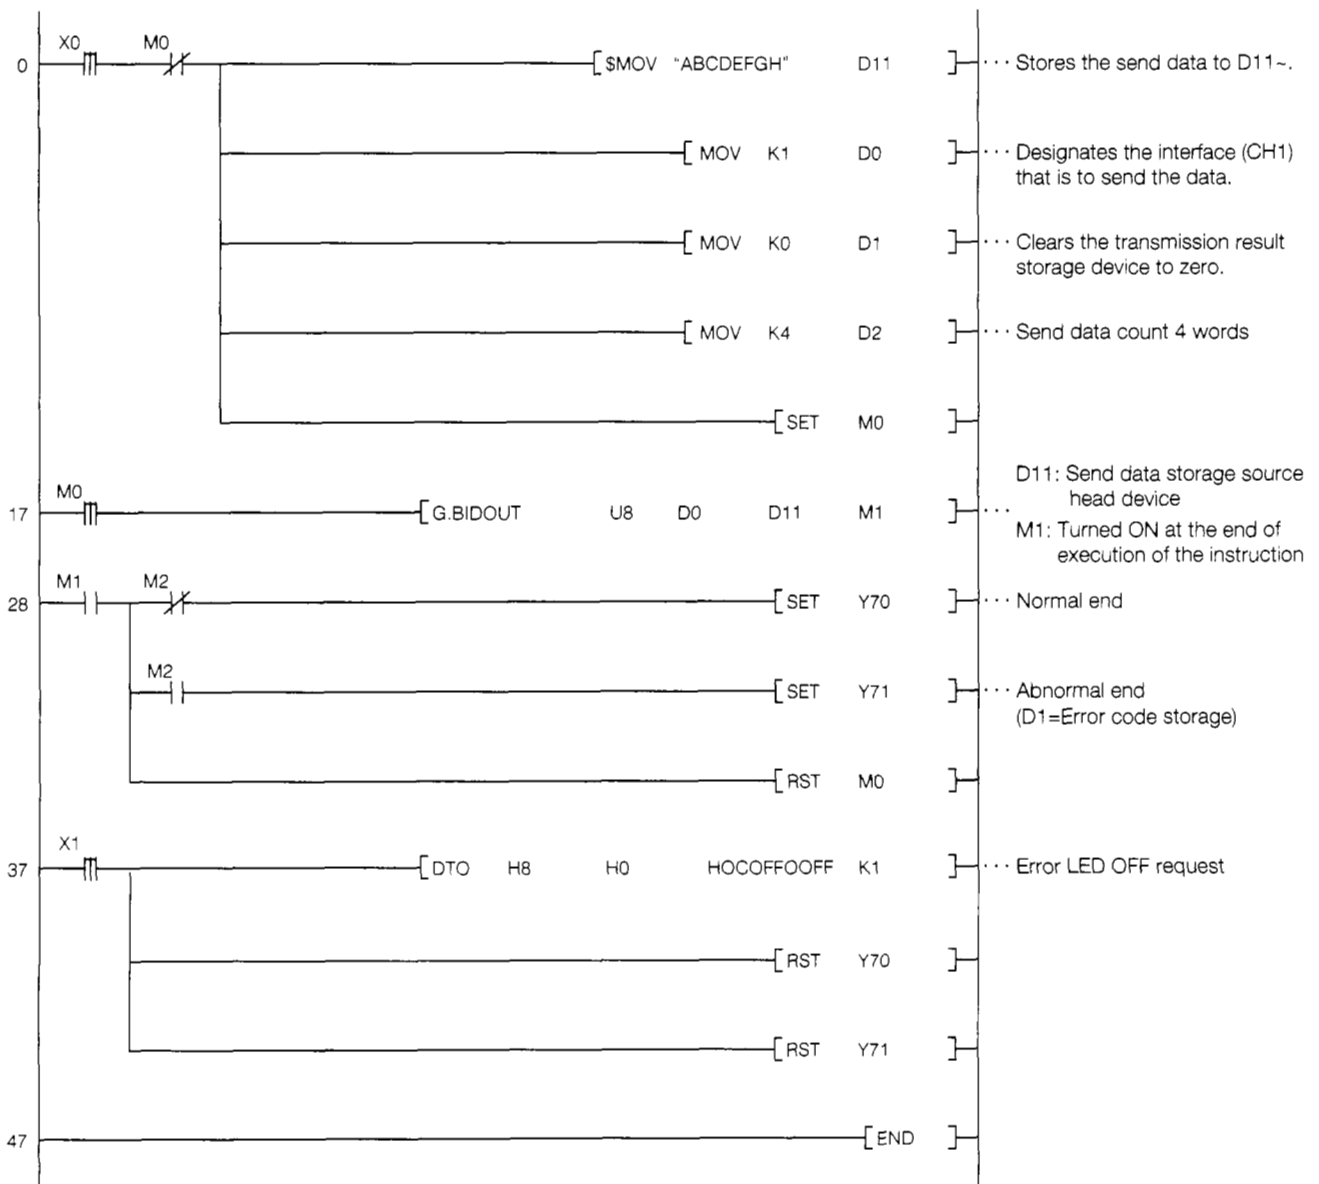 X0 M0
0 [ $MOV "ABCDEFGH" D11 ] ··· Stores the send data to D11~.
[ MOV K1 D0 ] ··· Designates the interface (CH1)
that is to send the data.
[ MOV K0 D1 ] ··· Clears the transmission result
storage device to zero.
[ MOV K4 D2 ] ··· Send data count 4 words
[ SET M0 ]
D11: Send data storage source
head device
M0
17 [ G.BIDOUT U8 D0 D11 M1 ] ···
M1: Turned ON at the end of
execution of the instruction
M1 M2
28 [ SET Y70 ] ··· Normal end
M2
[ SET Y71 ] ··· Abnormal end
(D1=Error code storage)
[ RST M0 ]
X1
37 [ DTO H8 H0 HOCOFFOOFF K1 ] ··· Error LED OFF request
[ RST Y70 ]
[ RST Y71 ]
47 [ END ]